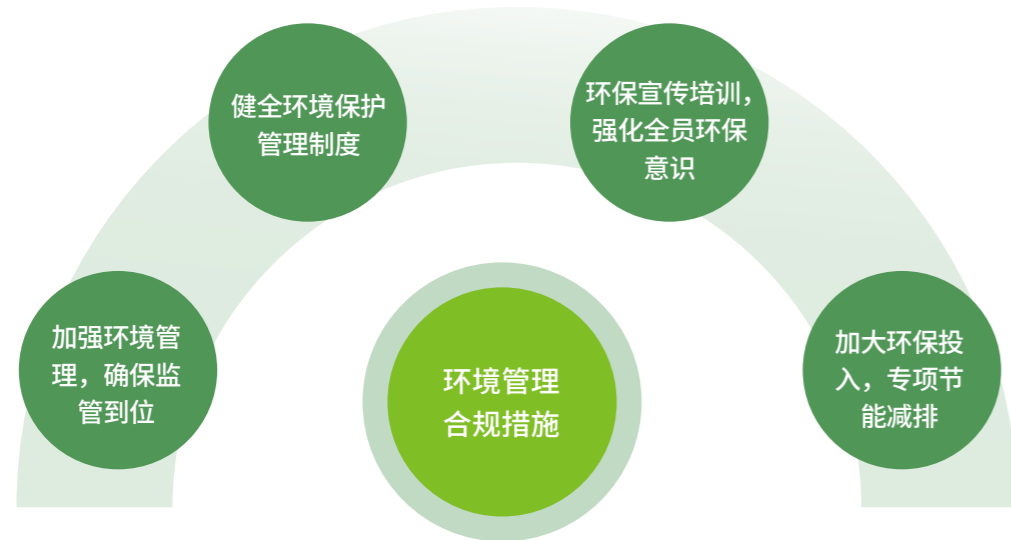 健全环境保护
管理制度
环保宣传培训，
强化全员环保
意识
加强环境管
理，确保监
管到位
环境管理
合规措施
加大环保投
入，专项节
能减排